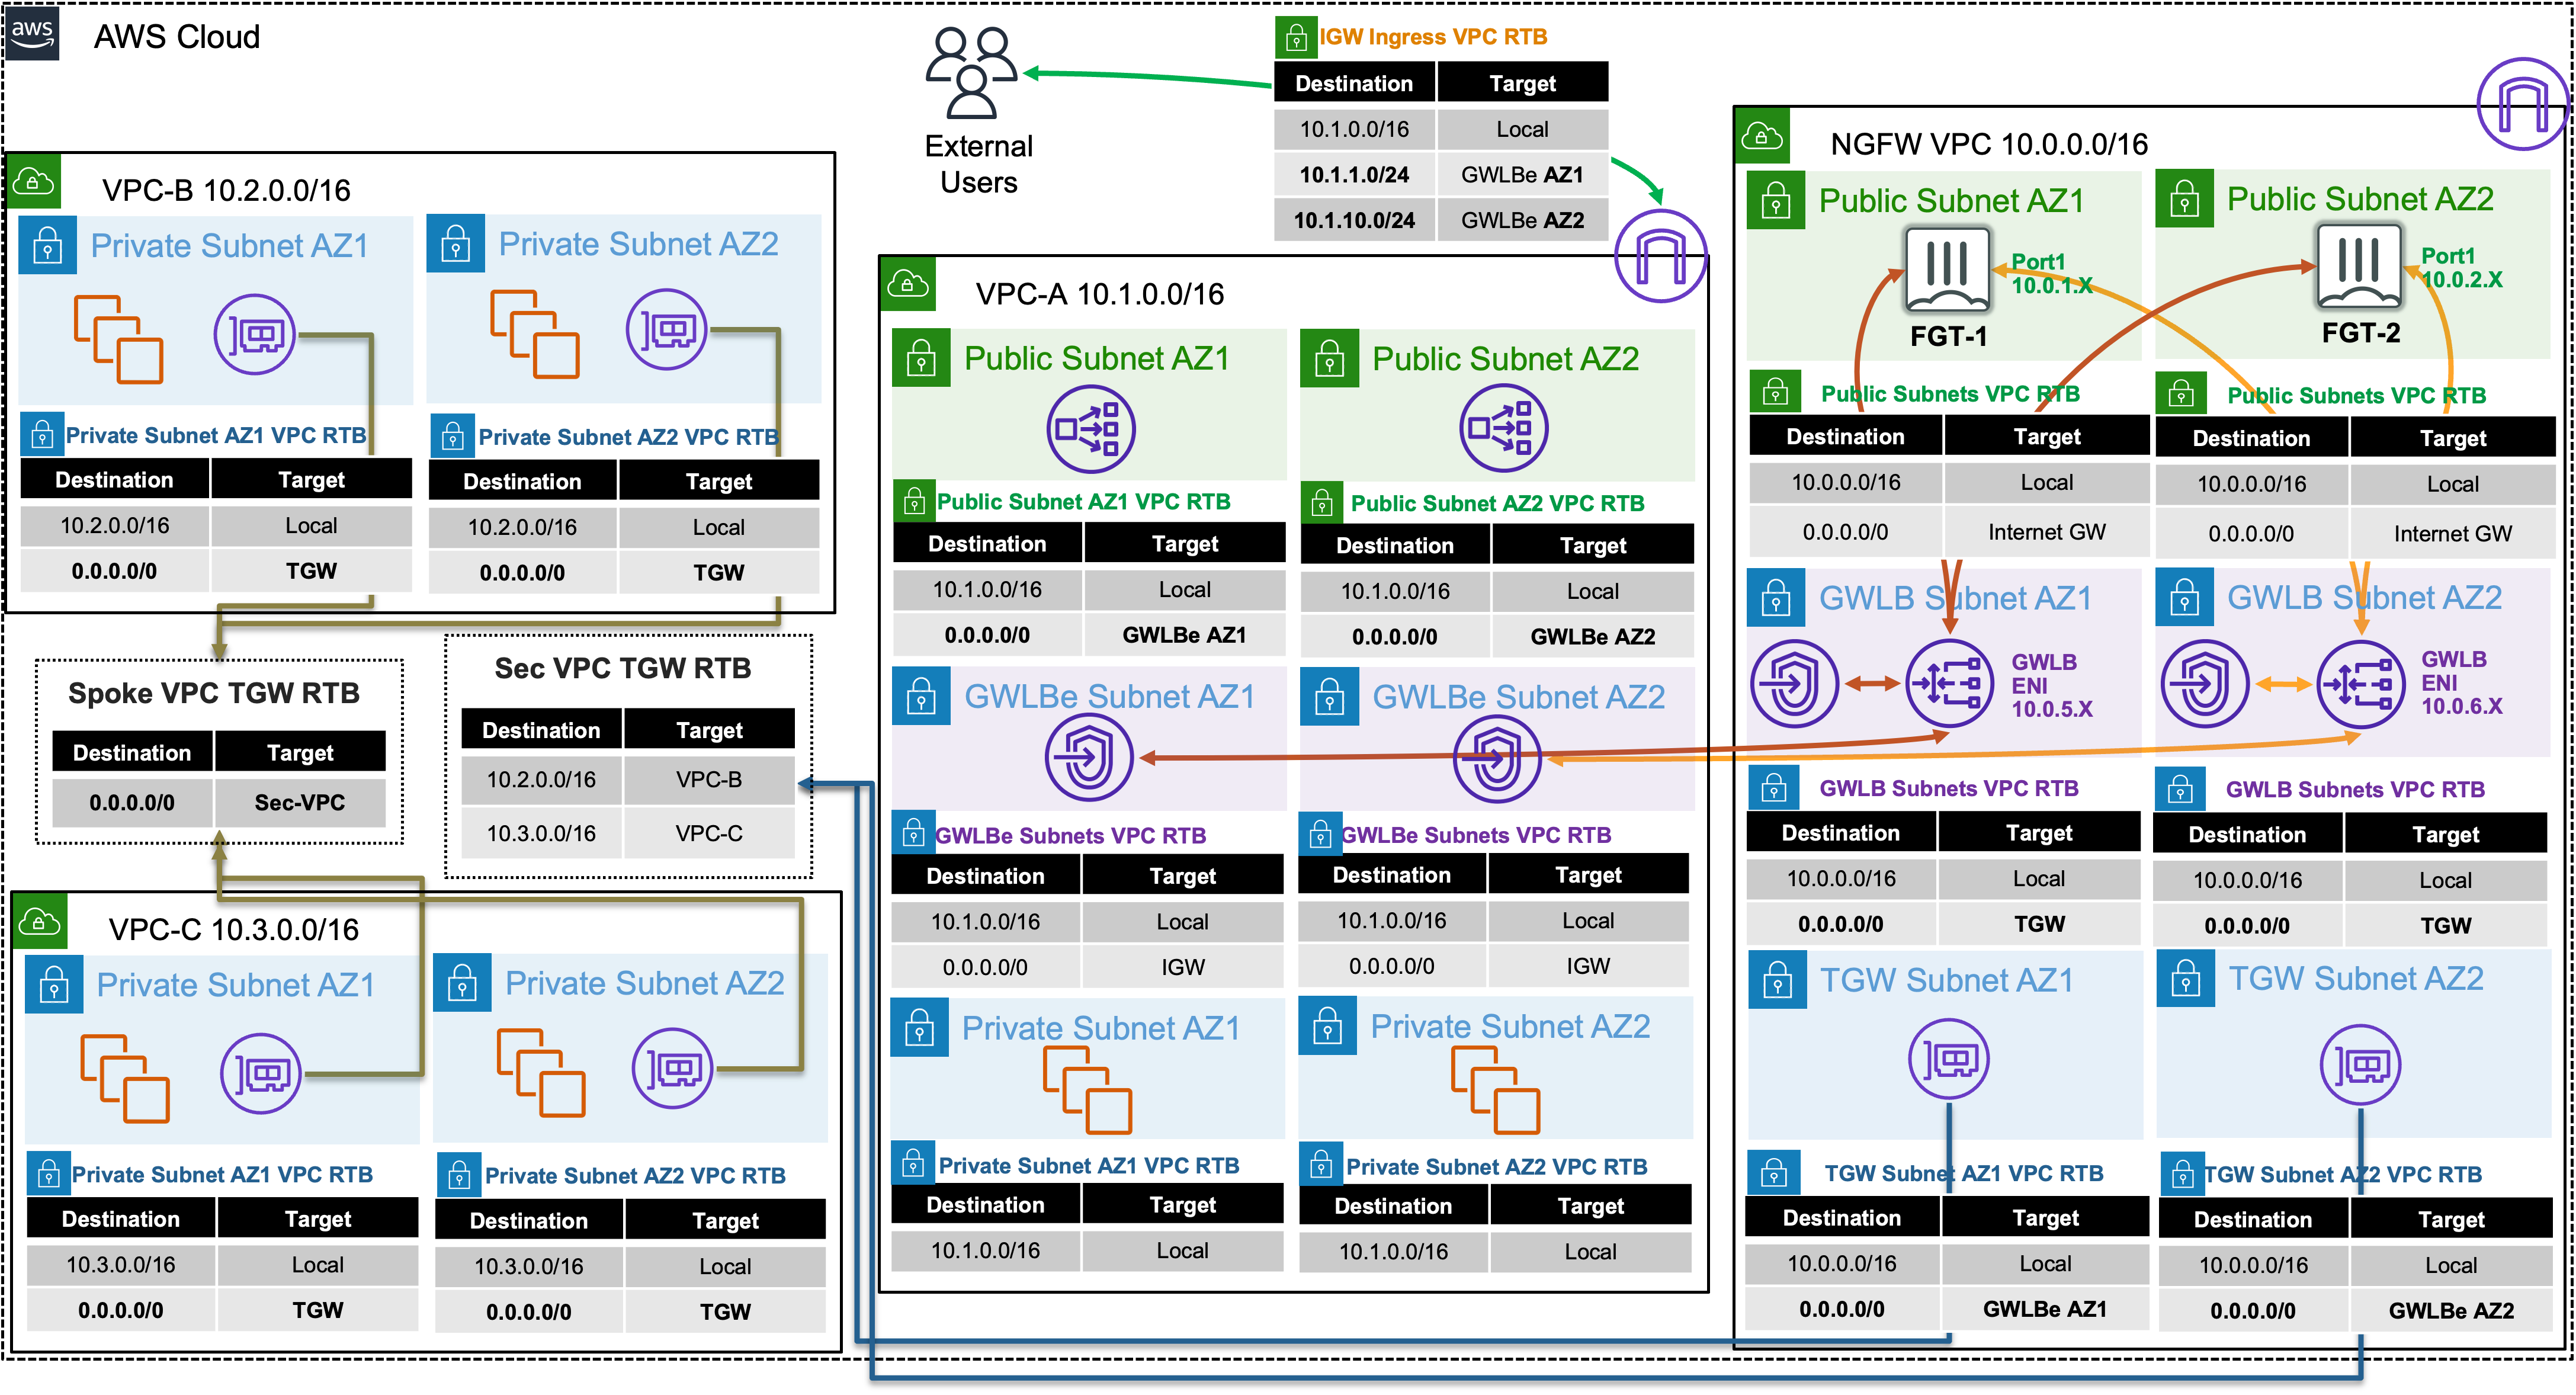 aws
AWS Cloud
External
Users
IGW Ingress VPC RTB
Destination Target
10.1.0.0/16 Local
10.1.1.0/24 GWLBe AZ1
10.1.10.0/24 GWLBe AZ2
VPC-B 10.2.0.0/16
Private Subnet AZ1
Private Subnet AZ2
Private Subnet AZ1 VPC RTB
Destination Target
10.2.0.0/16 Local
0.0.0.0/0 TGW
Private Subnet AZ2 VPC RTB
Destination Target
10.2.0.0/16 Local
0.0.0.0/0 TGW
Spoke VPC TGW RTB
Destination Target
0.0.0.0/0 Sec-VPC
Sec VPC TGW RTB
Destination Target
10.2.0.0/16 VPC-B
10.3.0.0/16 VPC-C
VPC-C 10.3.0.0/16
Private Subnet AZ1
Private Subnet AZ2
Private Subnet AZ1 VPC RTB
Destination Target
10.3.0.0/16 Local
0.0.0.0/0 TGW
Private Subnet AZ2 VPC RTB
Destination Target
10.3.0.0/16 Local
0.0.0.0/0 TGW
VPC-A 10.1.0.0/16
Public Subnet AZ1
Public Subnet AZ2
Public Subnet AZ1 VPC RTB
Destination Target
10.1.0.0/16 Local
0.0.0.0/0 GWLBe AZ1
Public Subnet AZ2 VPC RTB
Destination Target
10.1.0.0/16 Local
0.0.0.0/0 GWLBe AZ2
GWLBe Subnet AZ1
GWLBe Subnet AZ2
GWLBe Subnets VPC RTB
Destination Target
10.1.0.0/16 Local
0.0.0.0/0 IGW
GWLBe Subnets VPC RTB
Destination Target
10.1.0.0/16 Local
0.0.0.0/0 IGW
Private Subnet AZ1
Private Subnet AZ2
Private Subnet AZ1 VPC RTB
Destination Target
10.1.0.0/16 Local
Private Subnet AZ2 VPC RTB
Destination Target
10.1.0.0/16 Local
NGFW VPC 10.0.0.0/16
Public Subnet AZ1
Port1
10.0.1.X
FGT-1
Public Subnet AZ2
Port1
10.0.2.X
FGT-2
Public Subnets VPC RTB
Destination Target
10.0.0.0/16 Local
0.0.0.0/0 Internet GW
Public Subnets VPC RTB
Destination Target
10.0.0.0/16 Local
0.0.0.0/0 Internet GW
GWLB Subnet AZ1
GWLB
ENI
10.0.5.X
GWLB Subnet AZ2
GWLB
ENI
10.0.6.X
GWLB Subnets VPC RTB
Destination Target
10.0.0.0/16 Local
0.0.0.0/0 TGW
GWLB Subnets VPC RTB
Destination Target
10.0.0.0/16 Local
0.0.0.0/0 TGW
TGW Subnet AZ1
TGW Subnet AZ2
TGW Subnet AZ1 VPC RTB
Destination Target
10.0.0.0/16 Local
0.0.0.0/0 GWLBe AZ1
TGW Subnet AZ2 VPC RTB
Destination Target
10.0.0.0/16 Local
0.0.0.0/0 GWLBe AZ2